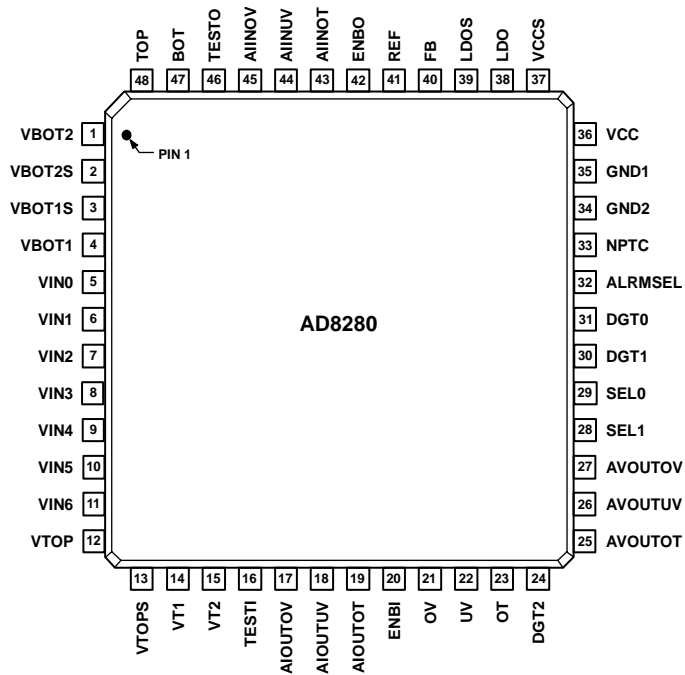 TOP
BOT
TESTO
AIINOV
AIINUV
AIINOT
ENBO
REF
FB
LDOS
LDO
VCCS
48 47 46 45 44 43 42 41 40 39 38 37
VBOT2 1
PIN 1
36 VCC
VBOT2S 2
35 GND1
VBOT1S 3
34 GND2
VBOT1 4
33 NPTC
VIN0 5
32 ALRMSEL
VIN1 6
31 DGT0
AD8280
VIN2 7
30 DGT1
VIN3 8
29 SEL0
VIN4 9
28 SEL1
VIN5 10
27 AVOUTOV
VIN6 11
26 AVOUTUV
VTOP 12
25 AVOUTOT
13 14 15 16 17 18 19 20 21 22 23 24
VTOPS
VT1
VT2
TESTI
AIOUTOV
AIOUTUV
AIOUTOT
ENBI
OV
UV
OT
DGT2